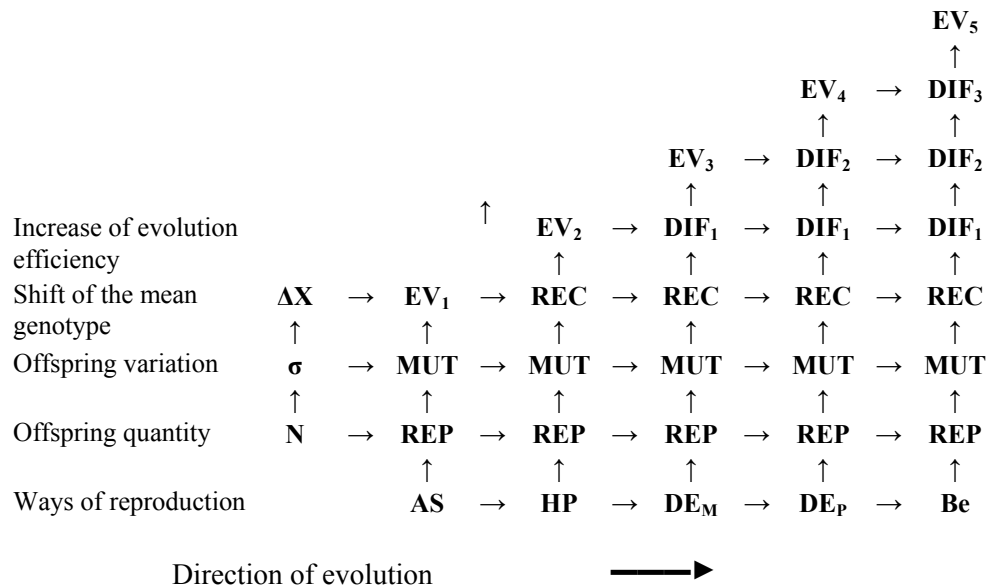 EV₅
↑
EV₄ → DIF₃
↑ ↑
EV₃ → DIF₂ → DIF₂
↑ ↑ ↑ ↑
Increase of evolution EV₂ → DIF₁ → DIF₁ → DIF₁
efficiency ↑ ↑ ↑ ↑
Shift of the mean ΔX → EV₁ → REC → REC → REC → REC
genotype ↑ ↑ ↑ ↑ ↑ ↑
Offspring variation σ → MUT → MUT → MUT → MUT → MUT
↑ ↑ ↑ ↑ ↑ ↑
Offspring quantity N → REP → REP → REP → REP → REP
↑ ↑ ↑ ↑ ↑
Ways of reproduction AS → HP → DE_M → DE_P → Be
Direction of evolution